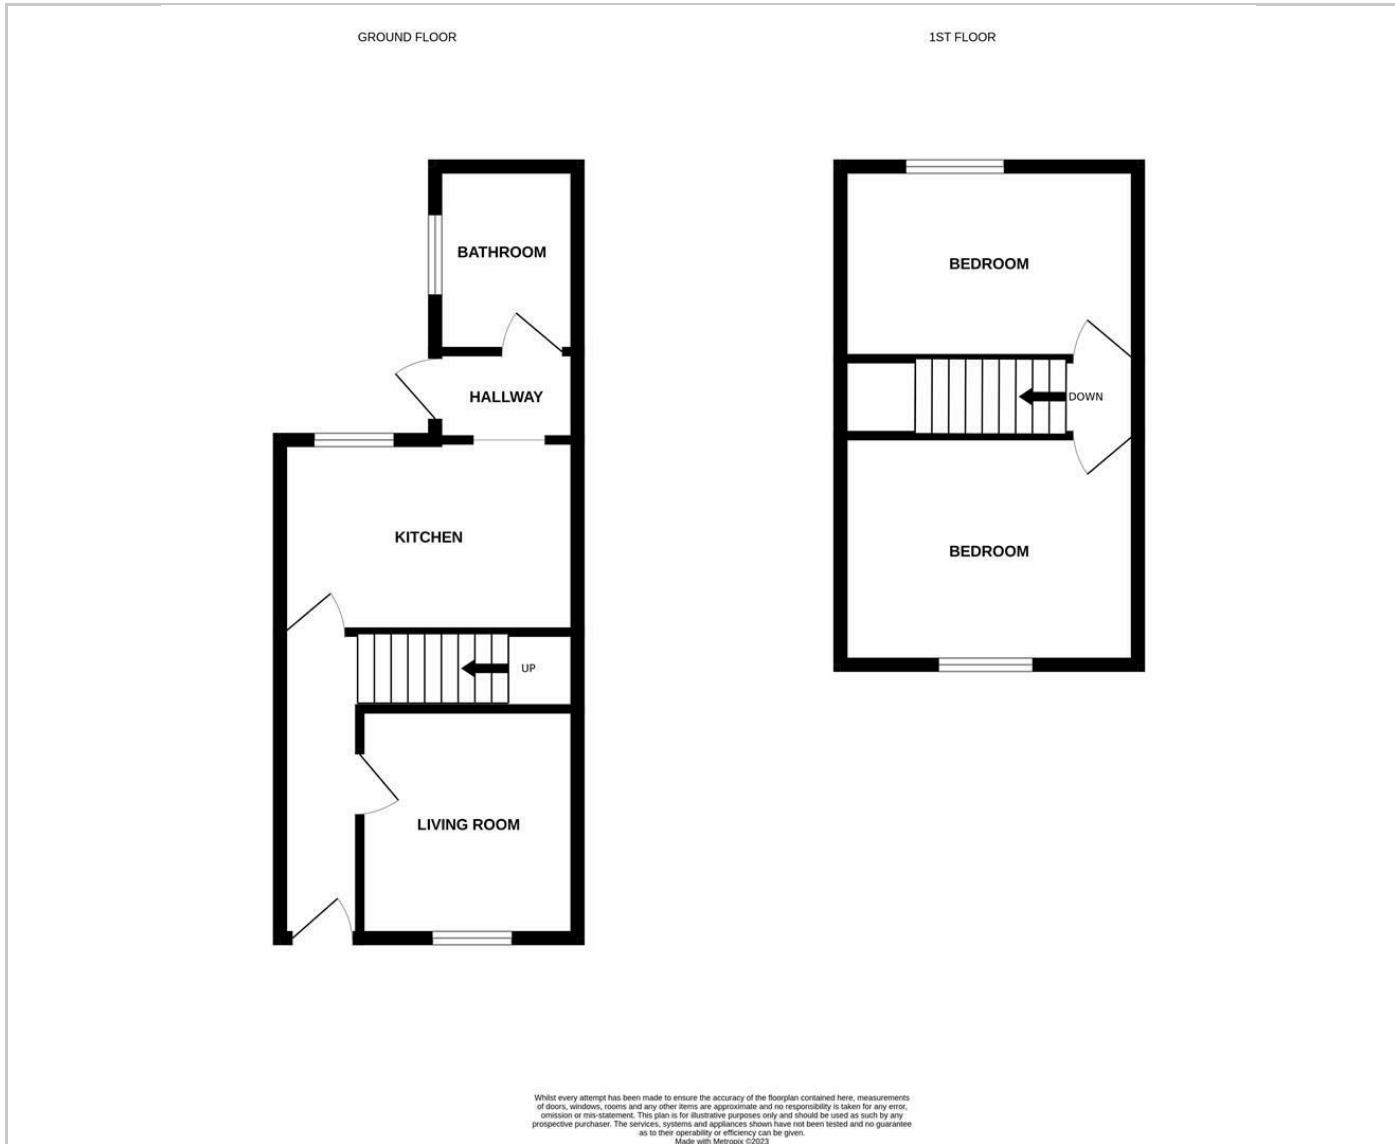 GROUND FLOOR
1ST FLOOR
BATHROOM
HALLWAY
KITCHEN
UP
LIVING ROOM
BEDROOM
DOWN
BEDROOM
Whilst every attempt has been made to ensure the accuracy of the floorplan contained here, measurements
of doors, windows, rooms and any other items are approximate and no responsibility is taken for any error,
omission or mis-statement. This plan is for illustrative purposes only and should be used as such by any
prospective purchaser. The services, systems and appliances shown have not been tested and no guarantee
as to their operability or efficiency can be given.
Made with Metropix ©2023